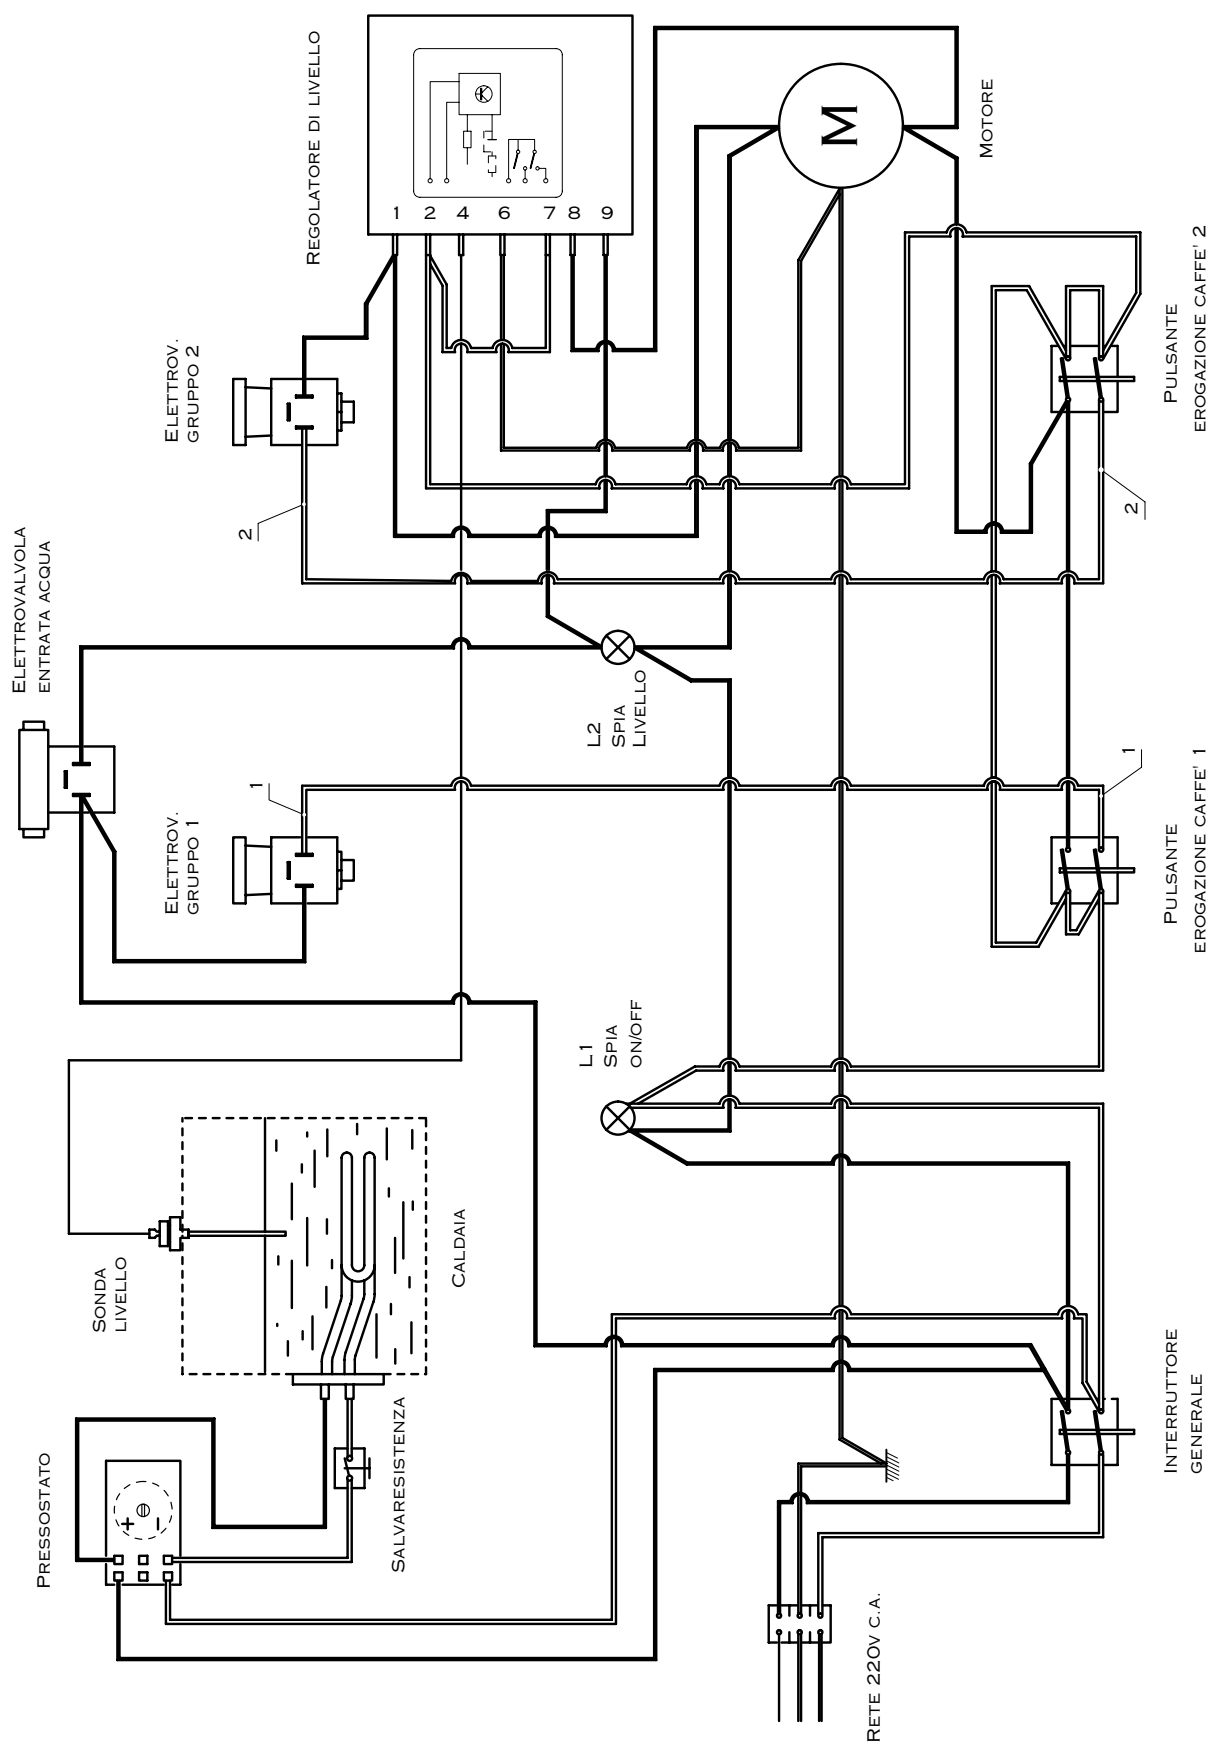 PRESSOSTATO
SONDA
LIVELLO
SALVARESISTENZA
CALDAIA
+
−
RETE 220V C.A.
INTERRUTTORE
GENERALE
L1
SPIA
ON/OFF
ELETTROV.
GRUPPO 1
1
ELETTROVALVOLA
ENTRATA ACQUA
L2
SPIA
LIVELLO
PULSANTE
EROGAZIONE CAFFE' 1
1
ELETTROV.
GRUPPO 2
2
REGOLATORE DI LIVELLO
1
2
4
6
7
8
9
M
MOTORE
PULSANTE
EROGAZIONE CAFFE' 2
2